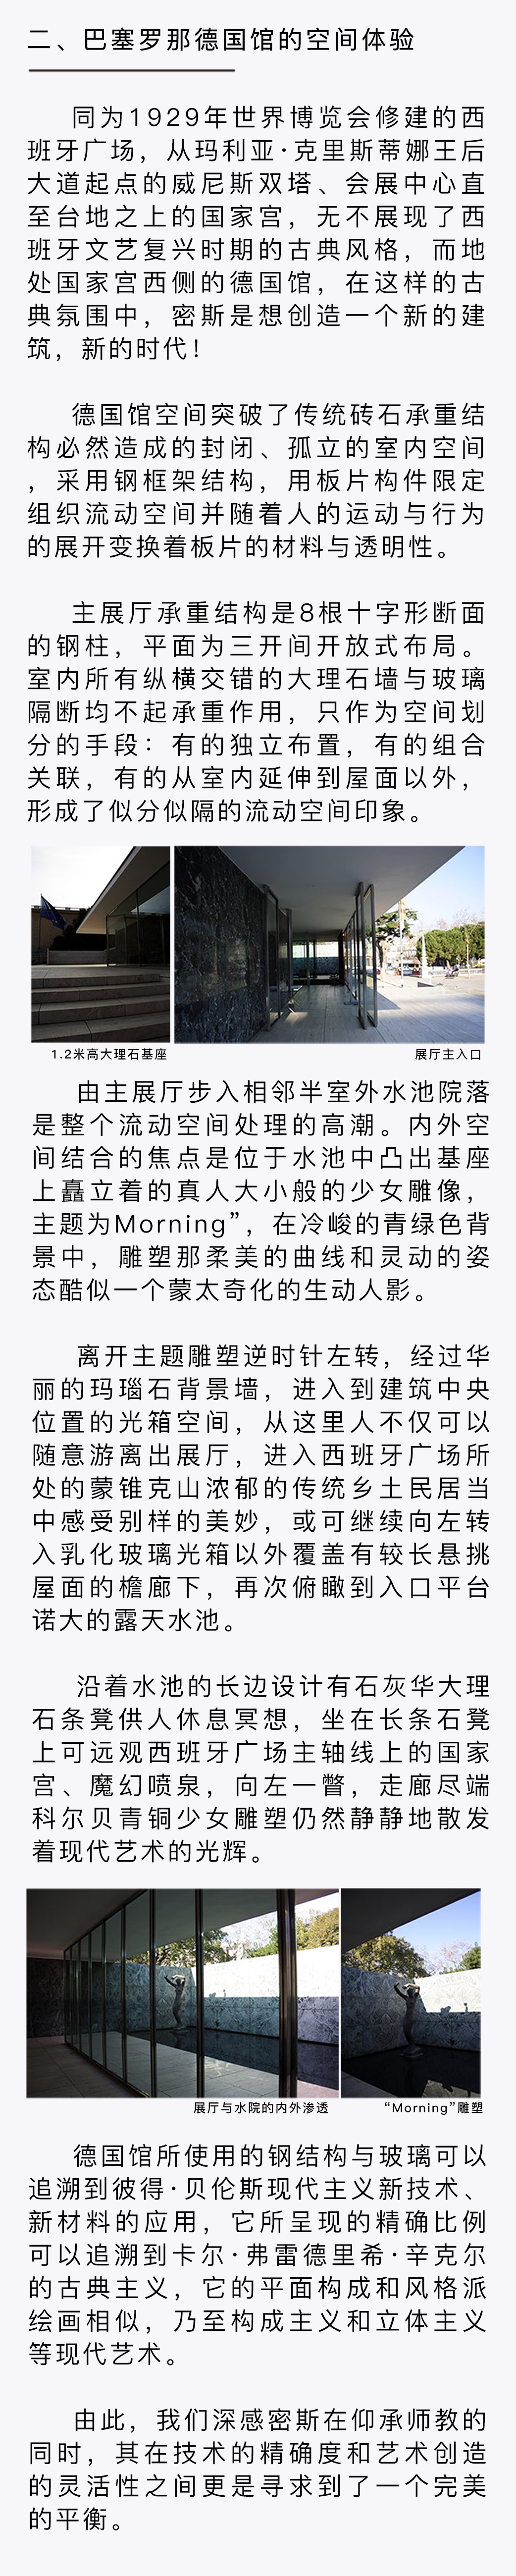 二、巴塞罗那德国馆的空间体验
同为1929年世界博览会修建的西
班牙广场，从玛利亚·克里斯蒂娜王后
大道起点的威尼斯双塔、会展中心直
至台地之上的国家宫，无不展现了西
班牙文艺复兴时期的古典风格，而地
处国家宫西侧的德国馆，在这样的古
典氛围中，密斯是想创造一个新的建
筑，新的时代！
德国馆空间突破了传统砖石承重结
构必然造成的封闭、孤立的室内空间
，采用钢框架结构，用板片构件限定
组织流动空间并随着人的运动与行为
的展开变换着板片的材料与透明性。
主展厅承重结构是8根十字形断面
的钢柱，平面为三开间开放式布局。
室内所有纵横交错的大理石墙与玻璃
隔断均不起承重作用，只作为空间划
分的手段：有的独立布置，有的组合
关联，有的从室内延伸到屋面以外，
形成了似分似隔的流动空间印象。
1.2米高大理石基座
展厅主入口
由主展厅步入相邻半室外水池院落
是整个流动空间处理的高潮。内外空
间结合的焦点是位于水池中凸出基座
上矗立着的真人大小般的少女雕像，
主题为Morning”，在冷峻的青绿色背
景中，雕塑那柔美的曲线和灵动的姿
态酷似一个蒙太奇化的生动人影。
离开主题雕塑逆时针左转，经过华
丽的玛瑙石背景墙，进入到建筑中央
位置的光箱空间，从这里人不仅可以
随意游离出展厅，进入西班牙广场所
处的蒙锥克山浓郁的传统乡土民居当
中感受别样的美妙，或可继续向左转
入乳化玻璃光箱以外覆盖有较长悬挑
屋面的檐廊下，再次俯瞰到入口平台
诺大的露天水池。
沿着水池的长边设计有石灰华大理
石条凳供人休息冥想，坐在长条石凳
上可远观西班牙广场主轴线上的国家
宫、魔幻喷泉，向左一瞥，走廊尽端
科尔贝青铜少女雕塑仍然静静地散发
着现代艺术的光辉。
展厅与水院的内外渗透
“Morning”雕塑
德国馆所使用的钢结构与玻璃可以
追溯到彼得·贝伦斯现代主义新技术、
新材料的应用，它所呈现的精确比例
可以追溯到卡尔·弗雷德里希·辛克尔
的古典主义，它的平面构成和风格派
绘画相似，乃至构成主义和立体主义
等现代艺术。
由此，我们深感密斯在仰承师教的
同时，其在技术的精确度和艺术创造
的灵活性之间更是寻求到了一个完美
的平衡。